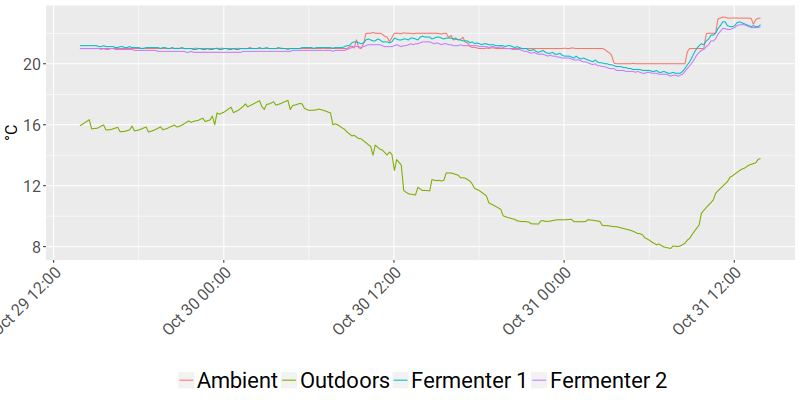 °C
20
16
12
8
29 12:00
Oct 30 00:00
Oct 30 12:00
Oct 31 00:00
Oct 31 12:00
Ambient Outdoors Fermenter 1 Fermenter 2